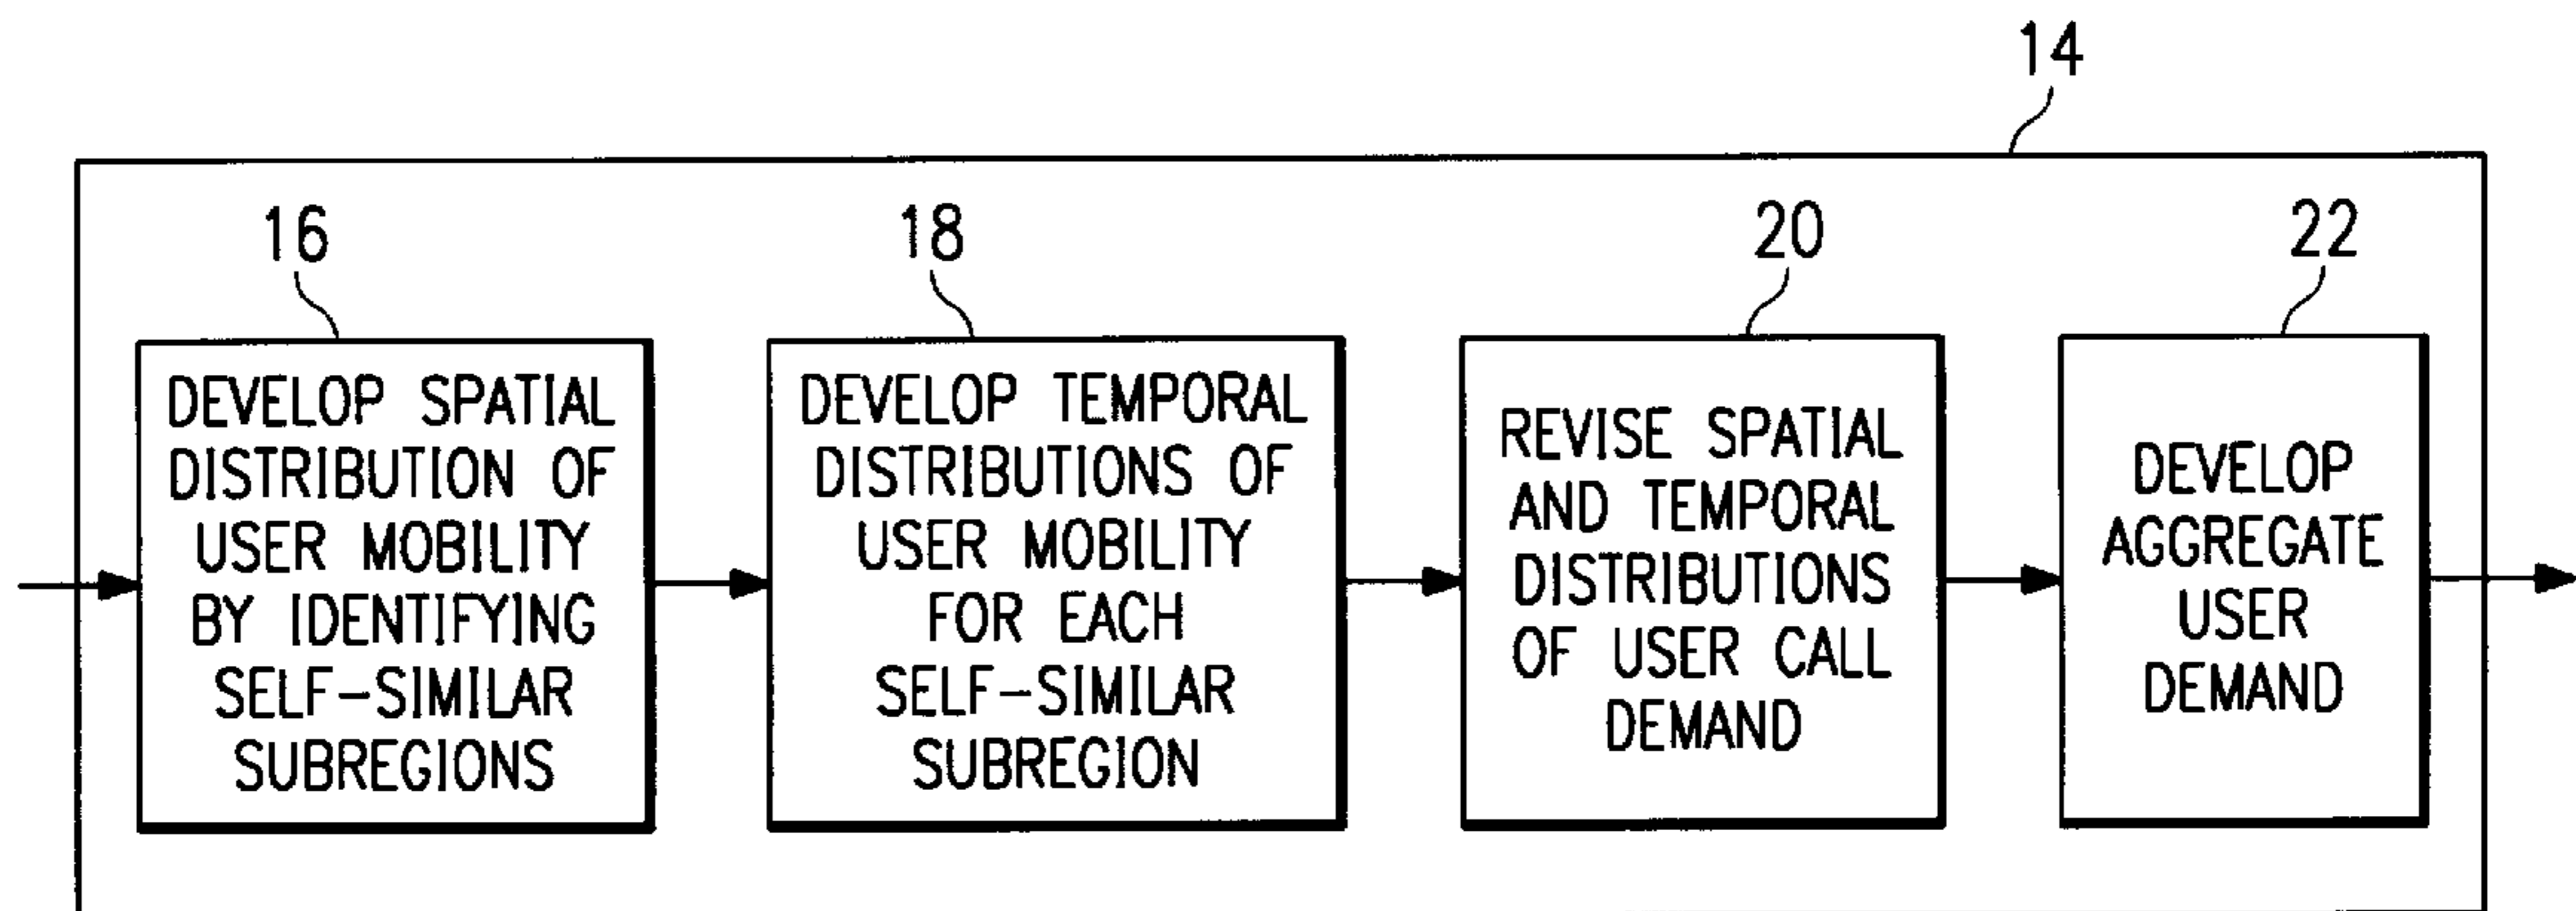 14
16
18
20
22
DEVELOP SPATIAL
DISTRIBUTION OF
USER MOBILITY
BY IDENTIFYING
SELF-SIMILAR
SUBREGIONS
DEVELOP TEMPORAL
DISTRIBUTIONS OF
USER MOBILITY
FOR EACH
SELF-SIMILAR
SUBREGION
REVISE SPATIAL
AND TEMPORAL
DISTRIBUTIONS
OF USER CALL
DEMAND
DEVELOP
AGGREGATE
USER
DEMAND